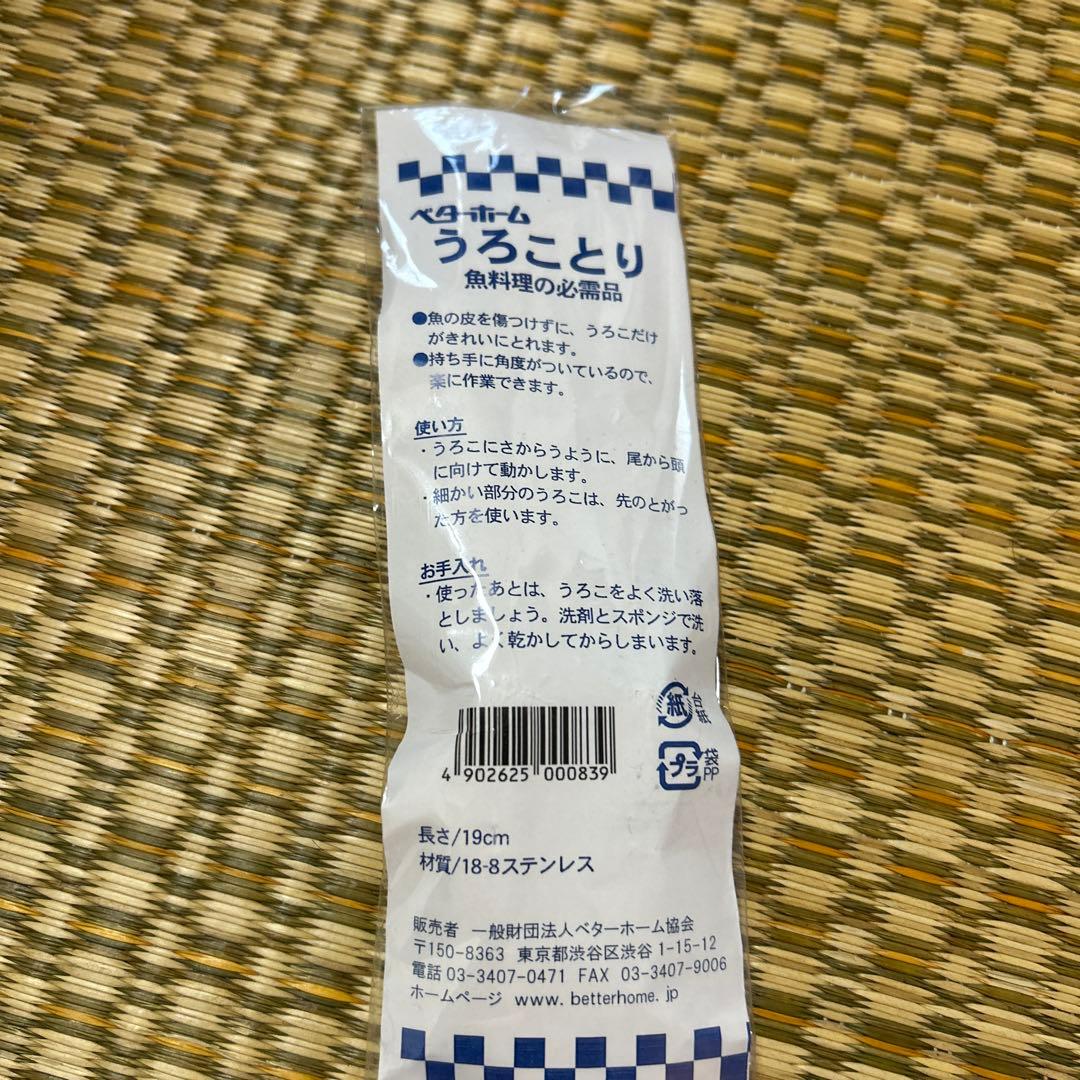 ベターホーム
うろことり
魚料理の必需品
●魚の皮を傷つけずに、うろこだけ
がきれいにとれます。
●持ち手に角度がついているので、
楽に作業できます。
使い方
・うろこにさからうように、尾から頭
に向けて動かします。
・細かい部分のうろこは、先のとがっ
た方を使います。
お手入れ
・使ったあとは、うろこをよく洗い落
としましょう。洗剤とスポンジで洗
い、よく乾かしてからしまいます。
紙 台紙
プラ 袋PP
4 902625 000839
長さ/19cm
材質/18-8ステンレス
販売者 一般財団法人ベターホーム協会
〒150-8363 東京都渋谷区渋谷 1-15-12
電話 03-3407-0471 FAX 03-3407-9006
ホームページ www. betterhome. jp